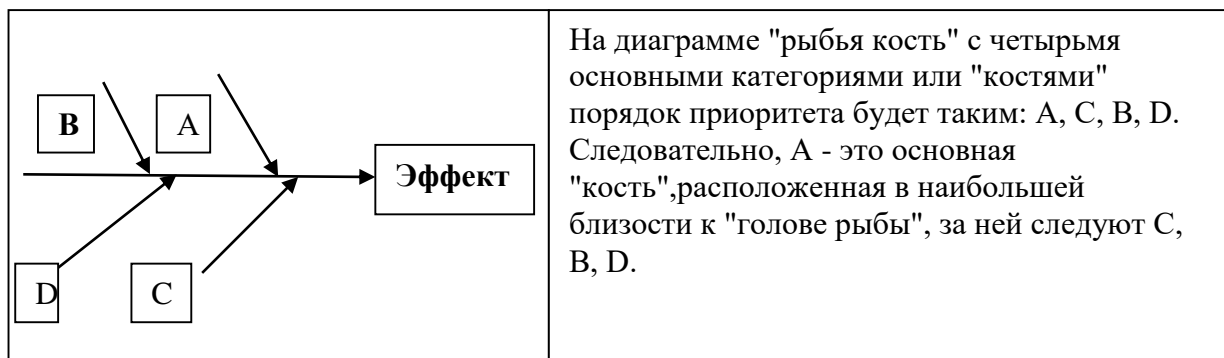 B
A
Эффект
D
C
На диаграмме "рыбья кость" с четырьмя
основными категориями или "костями"
порядок приоритета будет таким: A, C, B, D.
Следовательно, A - это основная
"кость",расположенная в наибольшей
близости к "голове рыбы", за ней следуют C,
B, D.